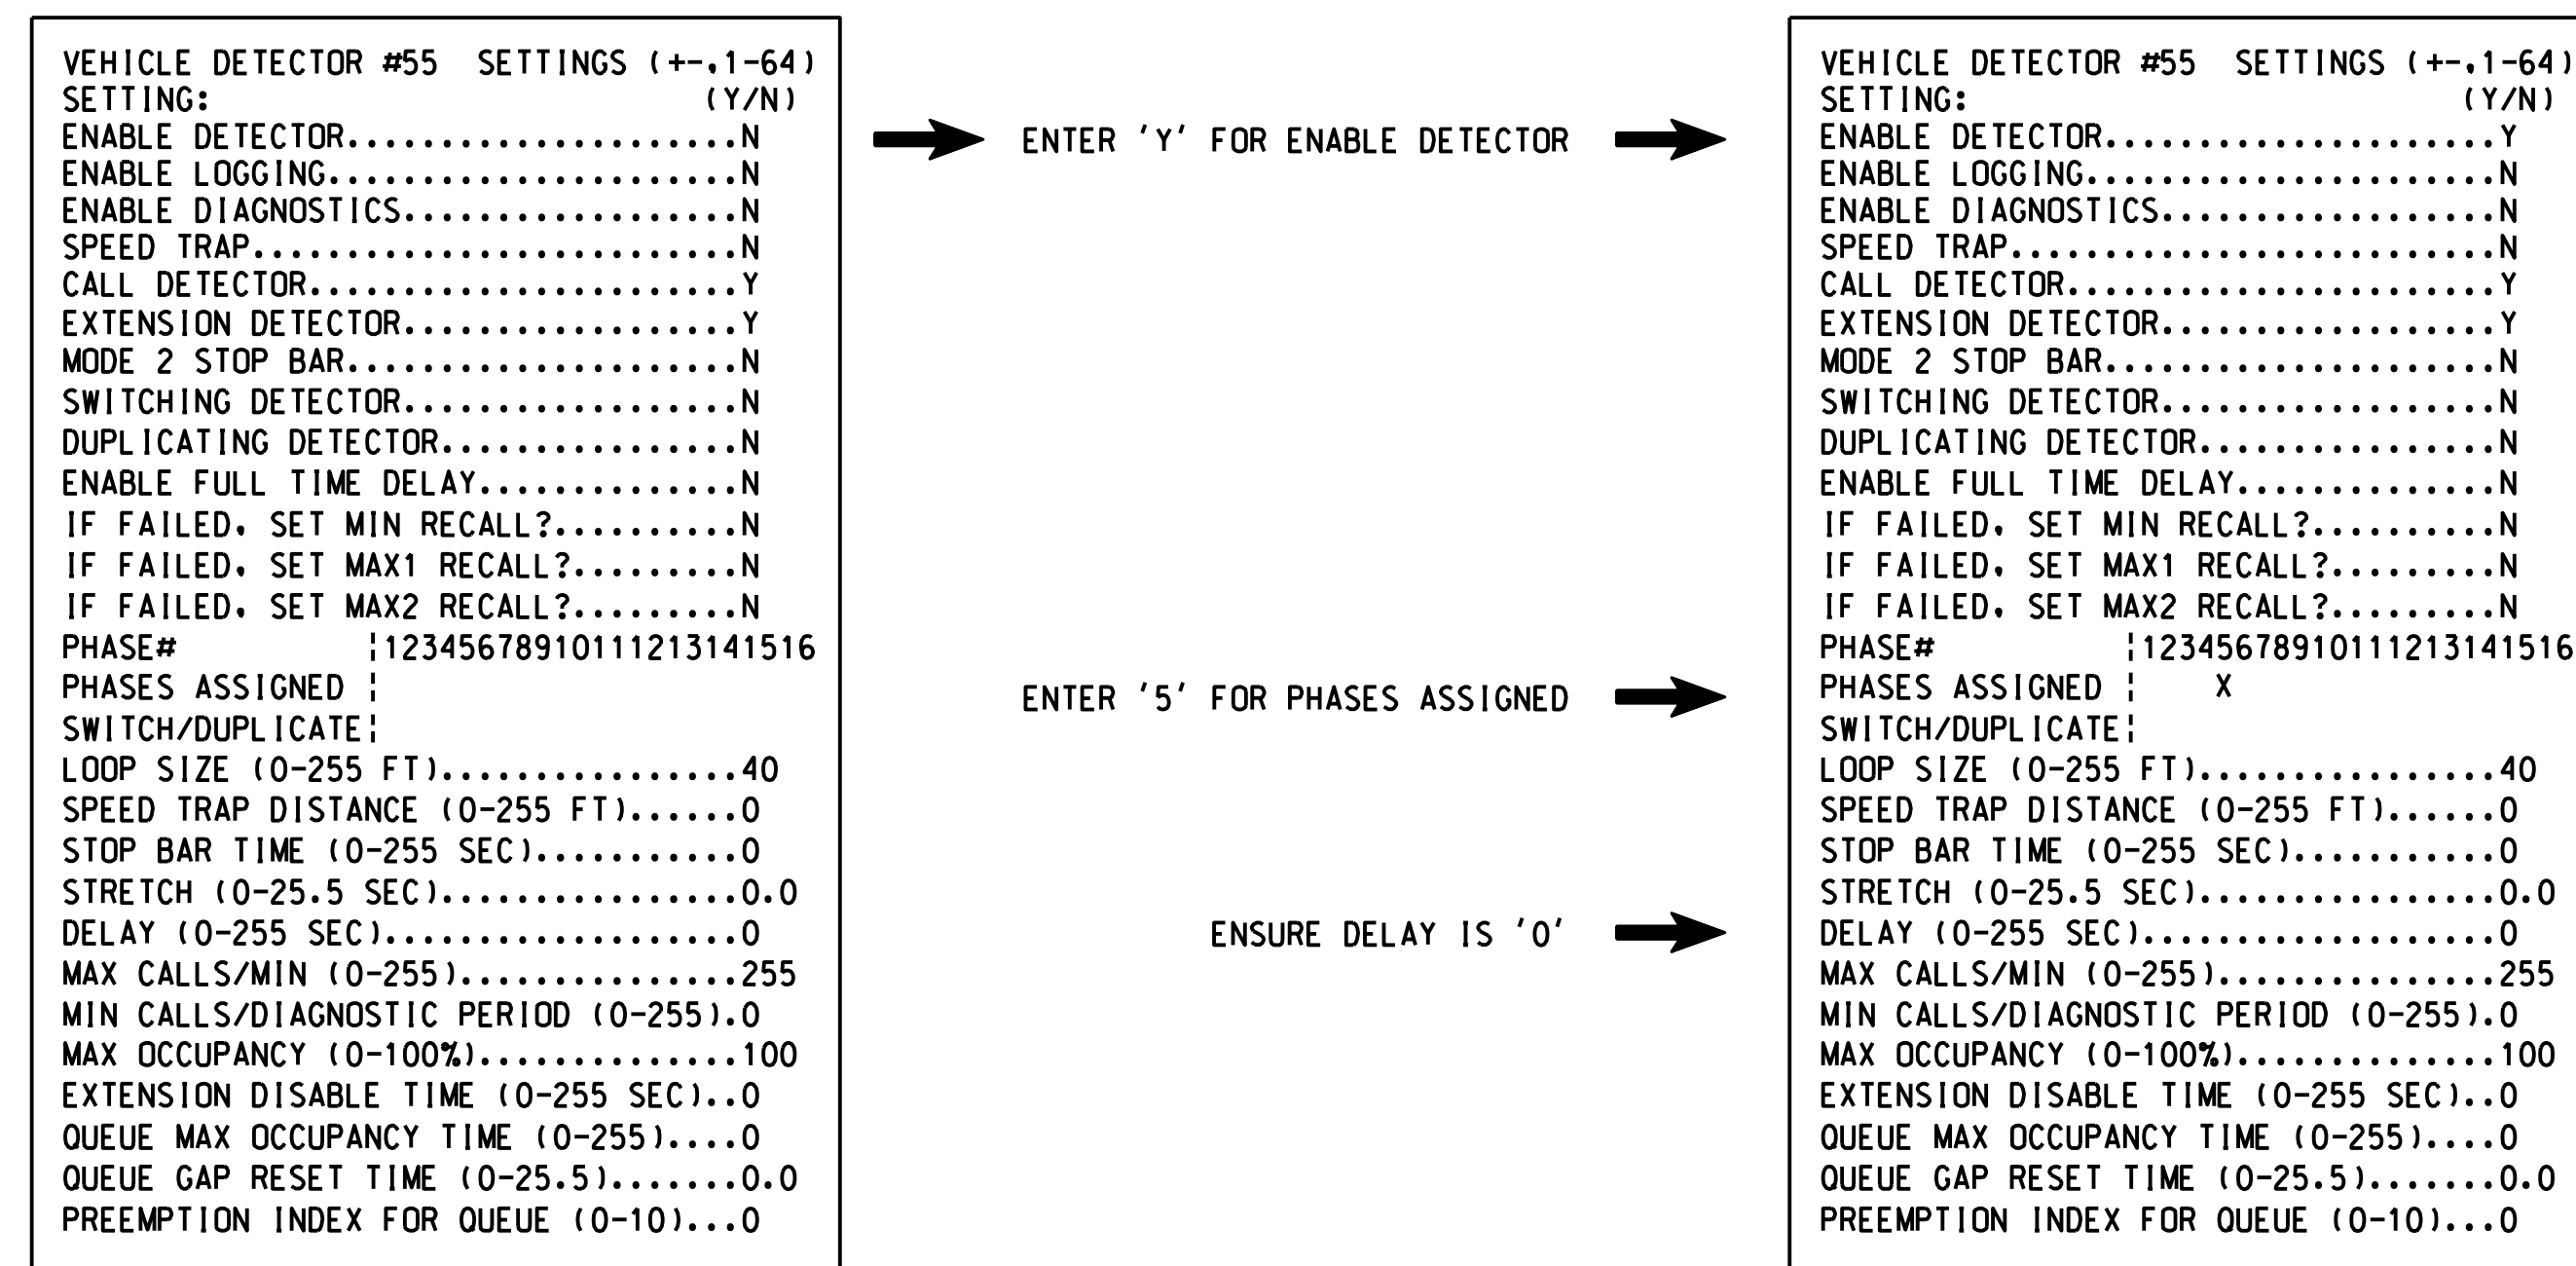 VEHICLE DETECTOR #55  SETTINGS (+-,1-64)
SETTING:                          (Y/N)
ENABLE DETECTOR.....................N
ENABLE LOGGING......................N
ENABLE DIAGNOSTICS..................N
SPEED TRAP..........................N
CALL DETECTOR.......................Y
EXTENSION DETECTOR..................Y
MODE 2 STOP BAR.....................N
SWITCHING DETECTOR..................N
DUPLICATING DETECTOR................N
ENABLE FULL TIME DELAY..............N
IF FAILED, SET MIN RECALL?..........N
IF FAILED, SET MAX1 RECALL?.........N
IF FAILED, SET MAX2 RECALL?.........N
PHASE#          ¦12345678910111213141516
PHASES ASSIGNED ¦
SWITCH/DUPLICATE¦
LOOP SIZE (0-255 FT)................40
SPEED TRAP DISTANCE (0-255 FT)......0
STOP BAR TIME (0-255 SEC)...........0
STRETCH (0-25.5 SEC)................0.0
DELAY (0-255 SEC)...................0
MAX CALLS/MIN (0-255)...............255
MIN CALLS/DIAGNOSTIC PERIOD (0-255).0
MAX OCCUPANCY (0-100%)..............100
EXTENSION DISABLE TIME (0-255 SEC)..0
QUEUE MAX OCCUPANCY TIME (0-255)....0
QUEUE GAP RESET TIME (0-25.5).......0.0
PREEMPTION INDEX FOR QUEUE (0-10)...0
ENTER 'Y' FOR ENABLE DETECTOR
ENTER '5' FOR PHASES ASSIGNED
ENSURE DELAY IS '0'
VEHICLE DETECTOR #55  SETTINGS (+-,1-64)
SETTING:                          (Y/N)
ENABLE DETECTOR.....................Y
ENABLE LOGGING......................N
ENABLE DIAGNOSTICS..................N
SPEED TRAP..........................N
CALL DETECTOR.......................Y
EXTENSION DETECTOR..................Y
MODE 2 STOP BAR.....................N
SWITCHING DETECTOR..................N
DUPLICATING DETECTOR................N
ENABLE FULL TIME DELAY..............N
IF FAILED, SET MIN RECALL?..........N
IF FAILED, SET MAX1 RECALL?.........N
IF FAILED, SET MAX2 RECALL?.........N
PHASE#          ¦12345678910111213141516
PHASES ASSIGNED ¦    X
SWITCH/DUPLICATE¦
LOOP SIZE (0-255 FT)................40
SPEED TRAP DISTANCE (0-255 FT)......0
STOP BAR TIME (0-255 SEC)...........0
STRETCH (0-25.5 SEC)................0.0
DELAY (0-255 SEC)...................0
MAX CALLS/MIN (0-255)...............255
MIN CALLS/DIAGNOSTIC PERIOD (0-255).0
MAX OCCUPANCY (0-100%)..............100
EXTENSION DISABLE TIME (0-255 SEC)..0
QUEUE MAX OCCUPANCY TIME (0-255)....0
QUEUE GAP RESET TIME (0-25.5).......0.0
PREEMPTION INDEX FOR QUEUE (0-10)...0